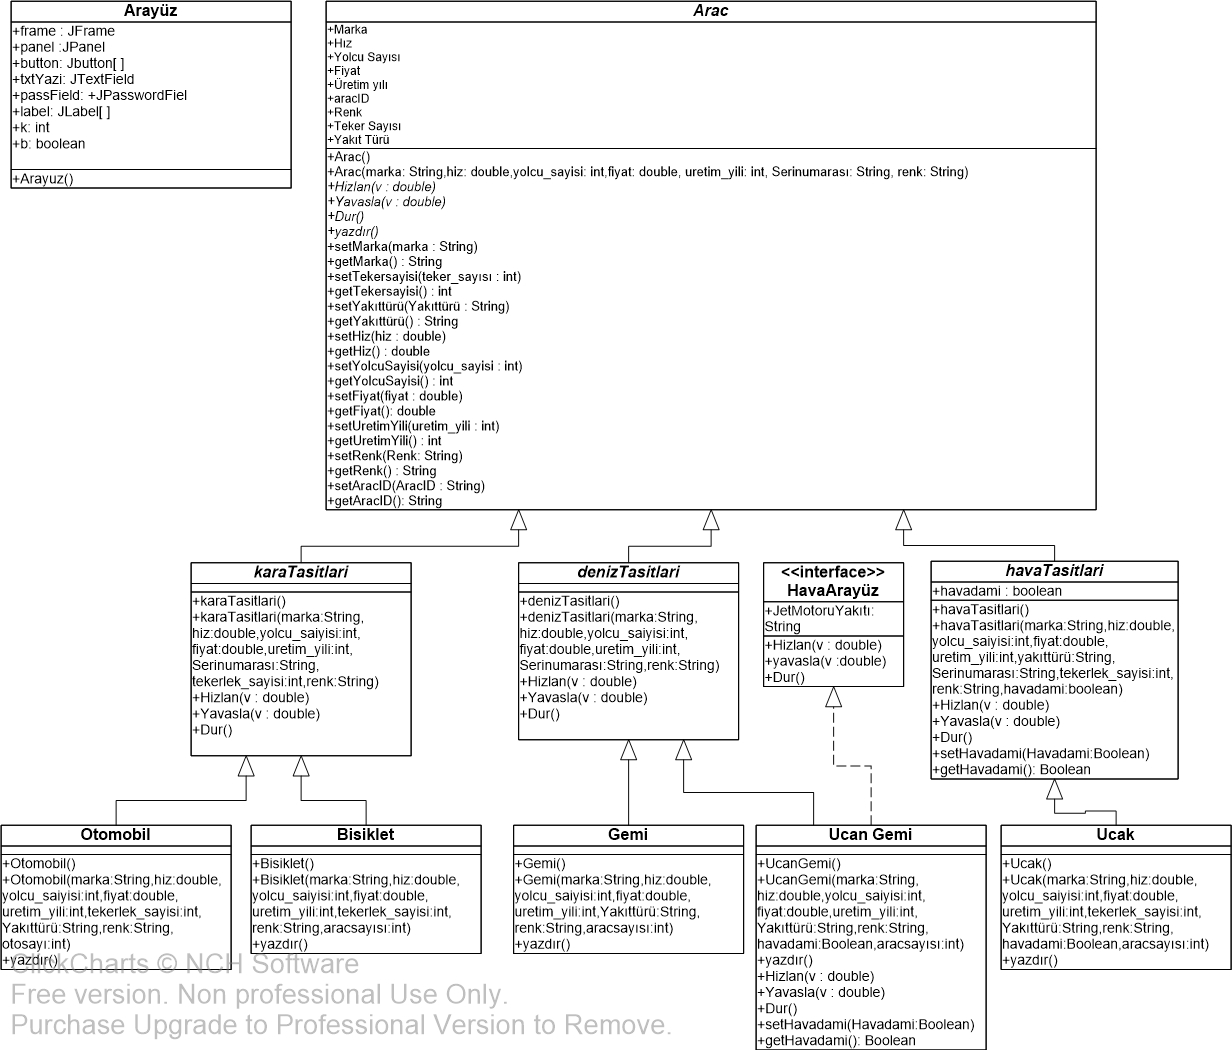 Arayüz
+frame : JFrame
+panel :JPanel
+button: Jbutton[ ]
+txtYazi: JTextField
+passField: +JPasswordFiel
+label: JLabel[ ]
+k: int
+b: boolean
+Arayuz()
Arac
+Marka
+Hız
+Yolcu Sayısı
+Fiyat
+Üretim yılı
+aracID
+Renk
+Teker Sayısı
+Yakıt Türü
+Arac()
+Arac(marka: String,hiz: double,yolcu_sayisi: int,fiyat: double, uretim_yili: int, Serinumarası: String, renk: String)
+Hizlan(v : double)
+Yavasla(v : double)
+Dur()
+yazdır()
+setMarka(marka : String)
+getMarka() : String
+setTekersayisi(teker_sayısı : int)
+getTekersayisi() : int
+setYakıttürü(Yakıttürü : String)
+getYakıttürü() : String
+setHiz(hiz : double)
+getHiz() : double
+setYolcuSayisi(yolcu_sayisi : int)
+getYolcuSayisi() : int
+setFiyat(fiyat : double)
+getFiyat(): double
+setUretimYili(uretim_yili : int)
+getUretimYili() : int
+setRenk(Renk: String)
+getRenk() : String
+setAracID(AracID : String)
+getAracID(): String
karaTasitlari
+karaTasitlari()
+karaTasitlari(marka:String,
hiz:double,yolcu_saiyisi:int,
fiyat:double,uretim_yili:int,
Serinumarası:String,
tekerlek_sayisi:int,renk:String)
+Hizlan(v : double)
+Yavasla(v : double)
+Dur()
denizTasitlari
+denizTasitlari()
+denizTasitlari(marka:String,
hiz:double,yolcu_saiyisi:int,
fiyat:double,uretim_yili:int,
Serinumarası:String,renk:String)
+Hizlan(v : double)
+Yavasla(v : double)
+Dur()
<<interface>>
HavaArayüz
+JetMotoruYakıtı:
String
+Hizlan(v : double)
+yavasla(v :double)
+Dur()
havaTasitlari
+havadami : boolean
+havaTasitlari()
+havaTasitlari(marka:String,hiz:double,
yolcu_saiyisi:int,fiyat:double,
uretim_yili:int,yakıttürü:String,
Serinumarası:String,tekerlek_sayisi:int,
renk:String,havadami:boolean)
+Hizlan(v : double)
+Yavasla(v : double)
+Dur()
+setHavadami(Havadami:Boolean)
+getHavadami(): Boolean
Otomobil
+Otomobil()
+Otomobil(marka:String,hiz:double,
yolcu_saiyisi:int,fiyat:double,
uretim_yili:int,tekerlek_sayisi:int,
Yakıttürü:String,renk:String,
otosayı:int)
+yazdır()
Bisiklet
+Bisiklet()
+Bisiklet(marka:String,hiz:double,
yolcu_saiyisi:int,fiyat:double,
uretim_yili:int,tekerlek_sayisi:int,
renk:String,aracsayısı:int)
+yazdır()
Gemi
+Gemi()
+Gemi(marka:String,hiz:double,
yolcu_saiyisi:int,fiyat:double,
uretim_yili:int,Yakıttürü:String,
renk:String,aracsayısı:int)
+yazdır()
Ucan Gemi
+UcanGemi()
+UcanGemi(marka:String,
hiz:double,yolcu_saiyisi:int,
fiyat:double,uretim_yili:int,
Yakıttürü:String,renk:String,
havadami:Boolean,aracsayısı:int)
+yazdır()
+Hizlan(v : double)
+Yavasla(v : double)
+Dur()
+setHavadami(Havadami:Boolean)
+getHavadami(): Boolean
Ucak
+Ucak()
+Ucak(marka:String,hiz:double,
yolcu_saiyisi:int,fiyat:double,
uretim_yili:int,tekerlek_sayisi:int,
Yakıttürü:String,renk:String,
havadami:Boolean,aracsayısı:int)
+yazdır()
ClickCharts © NCH Software
Free version. Non professional Use Only.
Purchase Upgrade to Professional Version to Remove.